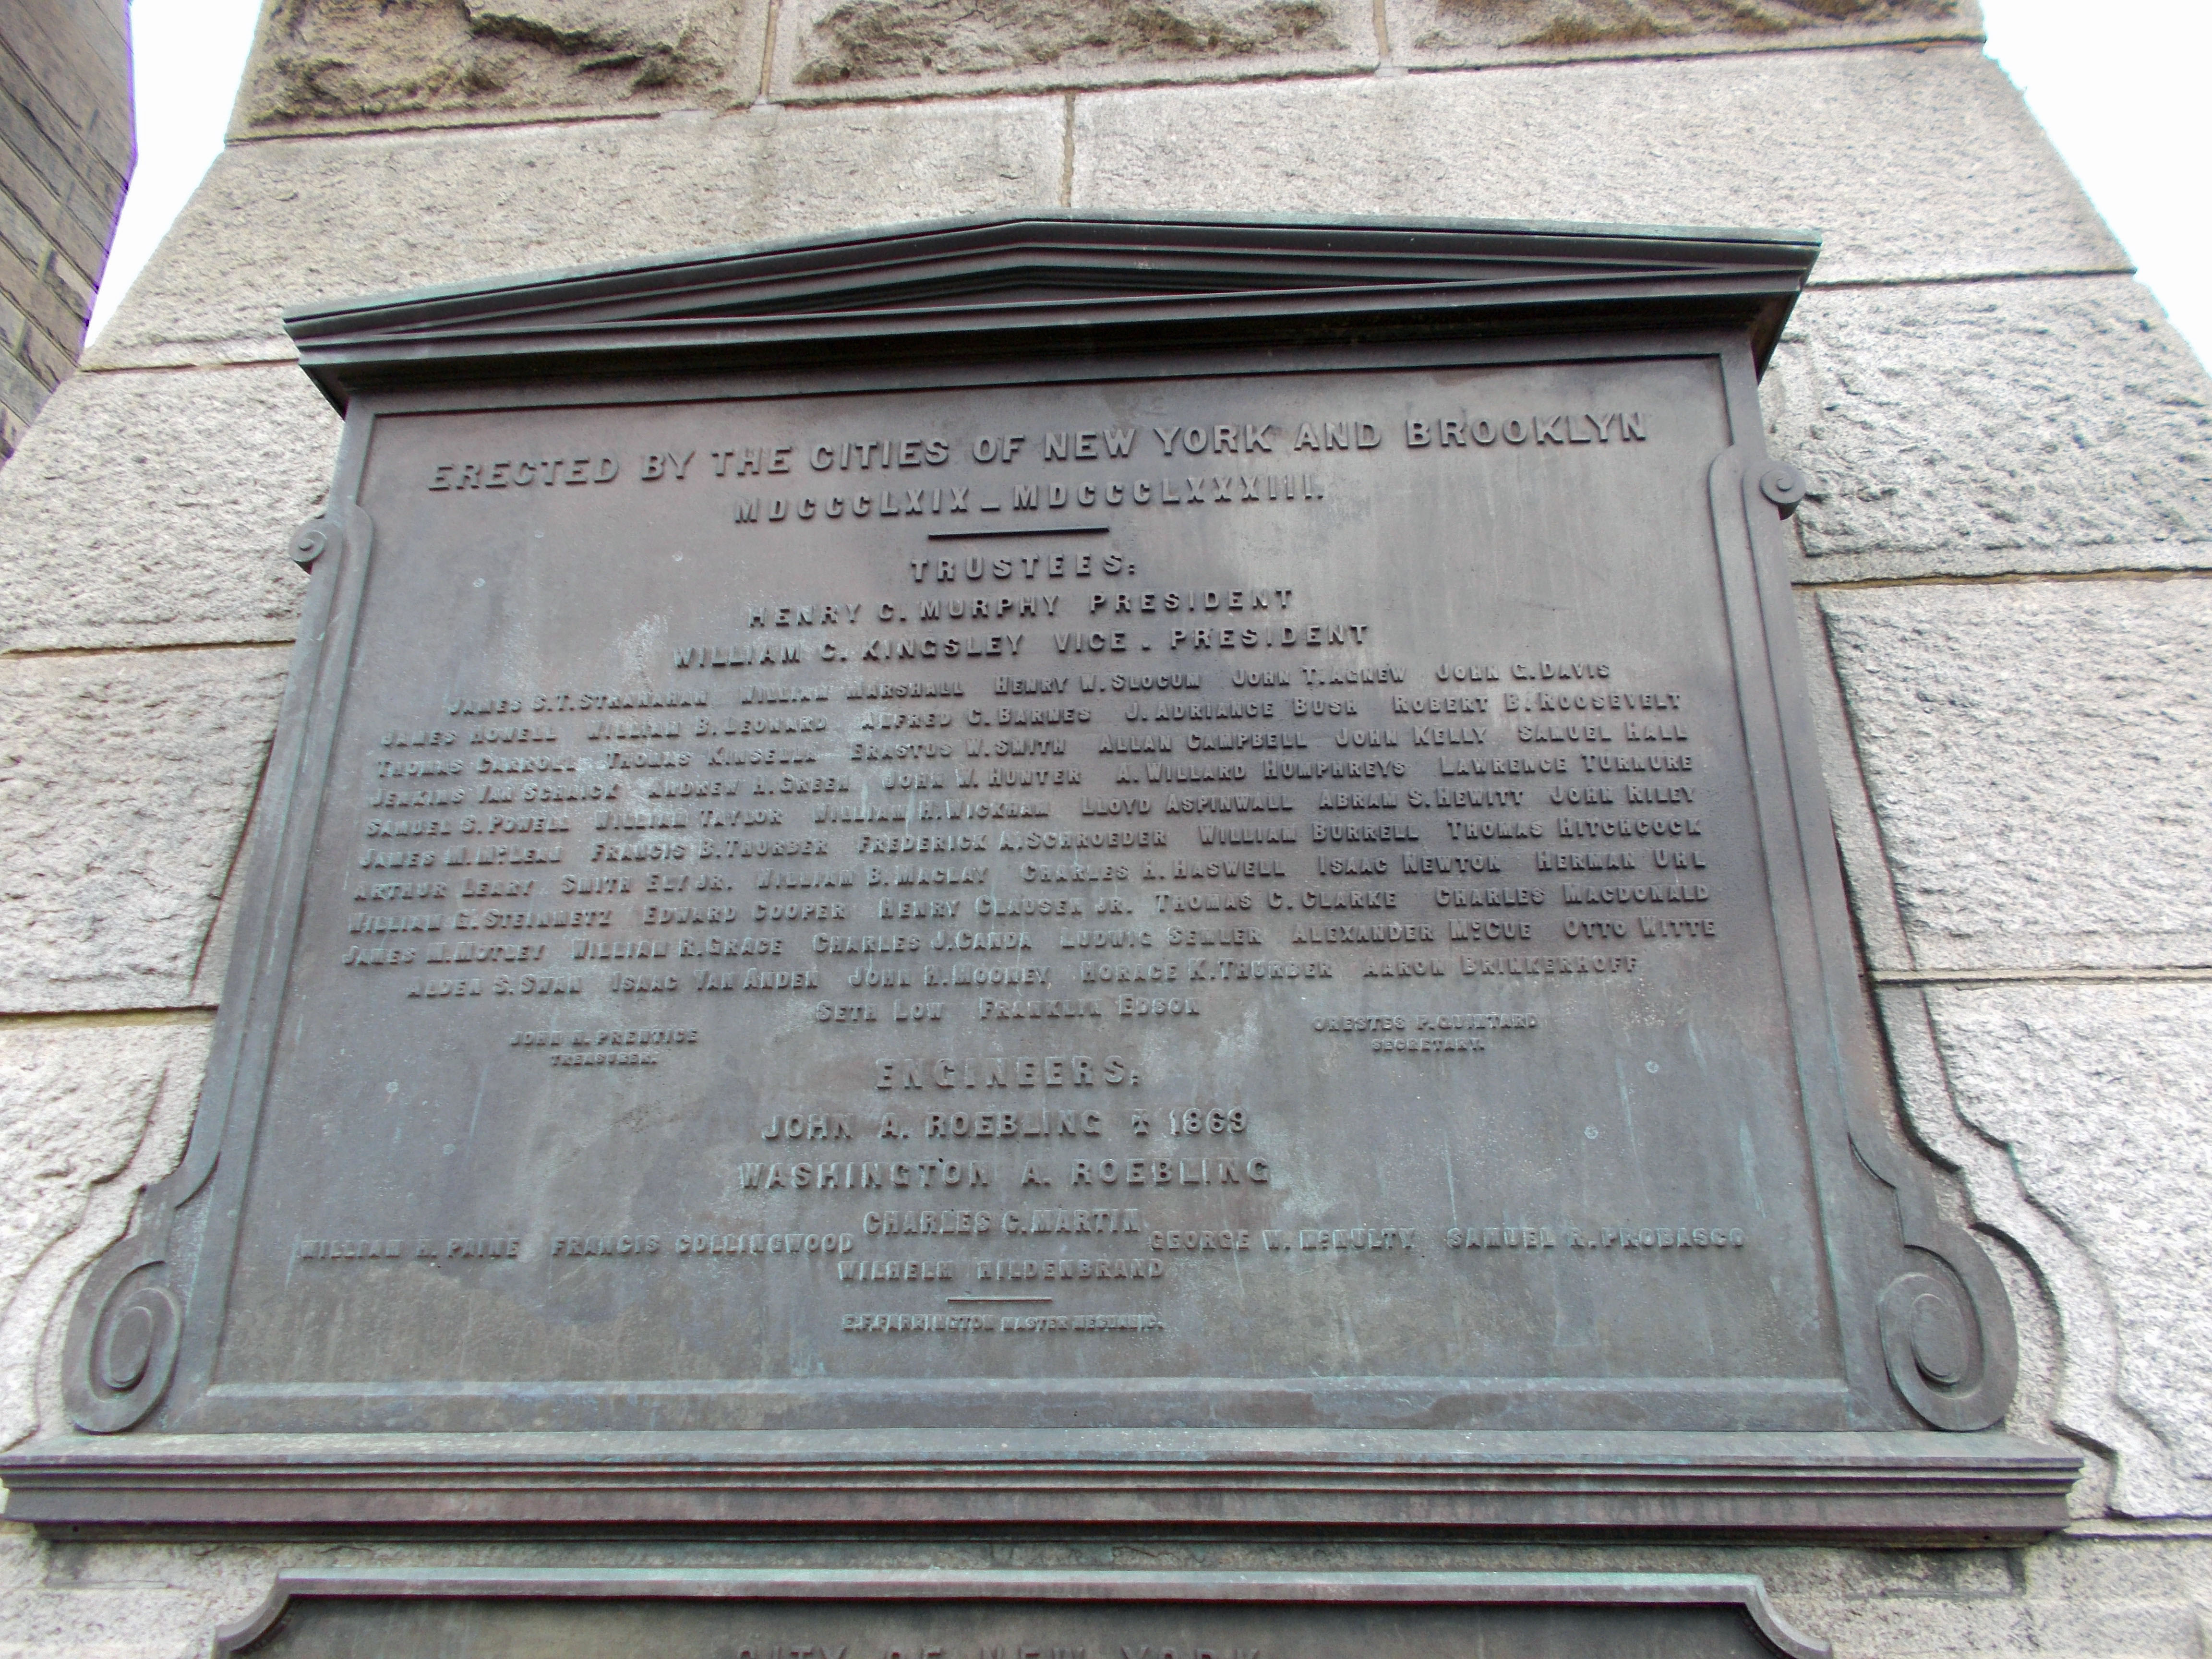 ERECTED BY THE CITIES OF NEW YORK AND BROOKLYN
MDCCCLXIX_MDCCCLXXXIII.
TRUSTEES:
HENRY C. MURPHY PRESIDENT
WILLIAM C. KINGSLEY VICE. PRESIDENT
JAMES S.T. STRANAHAN WILLIAM MARSHALL HENRY W. SLOCUM JOHN T. AGNEW JOHN G. DAVIS
JAMES HOWELL WILLIAM B. LEONARD ALFRED C. BARNES J. ADRIANCE BUSH ROBERT B. ROOSEVELT
THOMAS CARROLL THOMAS KINSELLA ERASTUS W. SMITH ALLAN CAMPBELL JOHN KELLY SAMUEL HALL
JENKINS VAN SCHAICK ANDREW H. GREEN JOHN W. HUNTER A. WILLARD HUMPHREYS LAWRENCE TURNURE
SAMUEL S. POWELL WILLIAM TAYLOR WILLIAM H. WICKHAM LLOYD ASPINWALL ABRAM S. HEWITT JOHN RILEY
JAMES M. McLEAN FRANCIS B. THURBER FREDERICK A. SCHROEDER WILLIAM BURRELL THOMAS HITCHCOCK
ARTHUR LEARY SMITH ELY JR. WILLIAM B. MACLAY CHARLES H. HASWELL ISAAC NEWTON HERMAN UHL
WILLIAM G. STEINMETZ EDWARD COOPER HENRY CLAUSEN JR. THOMAS C. CLARKE CHARLES MACDONALD
JAMES M. MOTLEY WILLIAM R. GRACE CHARLES J. CANDA LUDWIG SEMLER ALEXANDER McCUE OTTO WITTE
ALDEN S. SWAN ISAAC VAN ANDEN JOHN H. MOONEY HORACE K. THURBER AARON BRINKERHOFF
SETH LOW FRANKLIN EDSON
JOHN H. PRENTICE
TREASURER.
ORESTES P. QUINTARD
SECRETARY.
ENGINEERS:
JOHN A. ROEBLING ✝ 1869
WASHINGTON A. ROEBLING
CHARLES C. MARTIN
WILLIAM H. PAINE FRANCIS COLLINGWOOD GEORGE W. McNULTY SAMUEL R. PROBASCO
WILHELM HILDENBRAND
E.F. FARRINGTON MASTER MECHANIC.
CITY OF NEW YORK